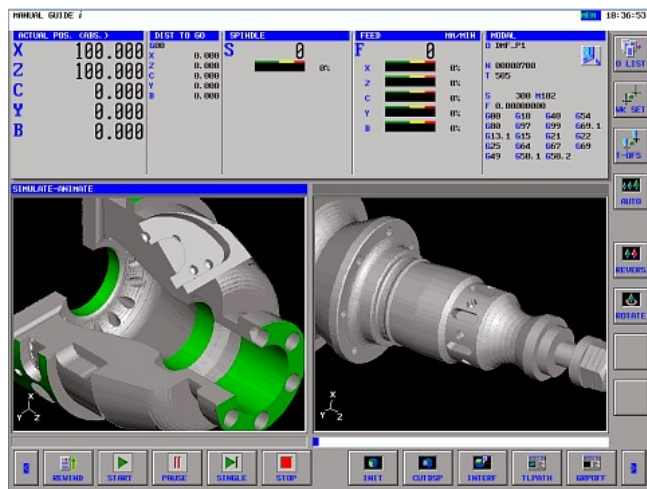 MANUAL GUIDE i
MEM 18:36:53
ACTUAL POS. (ABS.)
X 100.000
Z 100.000
C 0.000
Y 0.000
B 0.000
DIST TO GO
G00
X 0.000
Z 0.000
C 0.000
Y 0.000
B 0.000
SPINDLE
S 0
0%
FEED MM/MIN
F 0
X 0%
Z 0%
C 0%
Y 0%
B 0%
MODAL
O DMF_P1
N 00000700
T 505
S 300 M102
F 0.00000000
G00 G18 G40 G54
G80 G97 G99 G69.1
G13.1 G15 G21 G22
G25 G64 G67 G69
G49 G50.1 G50.2
O LIST
WK SET
T-OFS
AUTO
REVERS
ROTATE
SIMULATE-ANIMATE
X
Y Z
X
Y Z
REWIND
START
PAUSE
SINGLE
STOP
INIT
CUTDSP
INTERF
TLPATH
GRPOFF